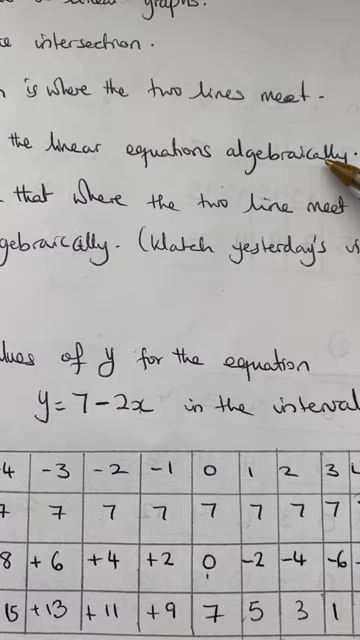 linear graphs.
intersection.
is where the two lines meet.
the linear equations algebraically.
that where the two line meet
algebraically. (Watch yesterday's
of y for the equation
y = 7 - 2x in the interval
4 -3 -2 -1 0 1 2 3
7 7 7 7 7 7 7 7
8 +6 +4 +2 0 -2 -4 -6
15 +13 +11 +9 7 5 3 1